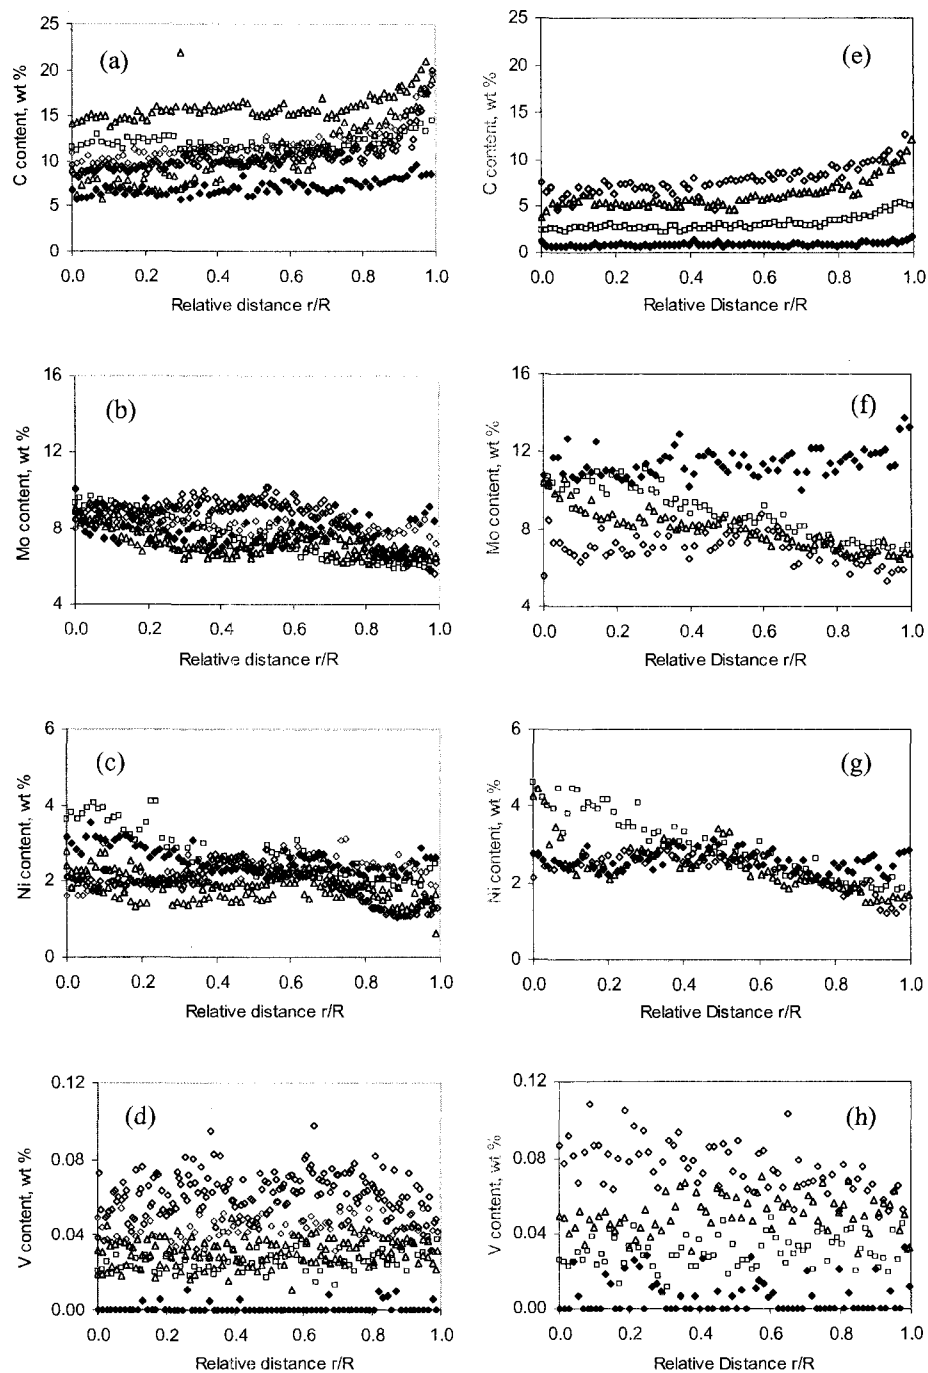 (a)
C content, wt %
25
20
15
10
5
0
0.0 0.2 0.4 0.6 0.8 1.0
Relative distance r/R
(e)
C content, wt %
25
20
15
10
5
0
0.0 0.2 0.4 0.6 0.8 1.0
Relative Distance r/R
(b)
Mo content, wt %
16
12
8
4
0.0 0.2 0.4 0.6 0.8 1.0
Relative distance r/R
(f)
Mo content, wt %
16
12
8
4
0.0 0.2 0.4 0.6 0.8 1.0
Relative Distance r/R
(c)
Ni content, wt %
6
4
2
0
0.0 0.2 0.4 0.6 0.8 1.0
Relative distance r/R
(g)
Ni content, wt %
6
4
2
0
0.0 0.2 0.4 0.6 0.8 1.0
Relative Distance r/R
(d)
V content, wt %
0.12
0.08
0.04
0.00
0.0 0.2 0.4 0.6 0.8 1.0
Relative distance r/R
(h)
V content, wt %
0.12
0.08
0.04
0.00
0.0 0.2 0.4 0.6 0.8 1.0
Relative Distance r/R